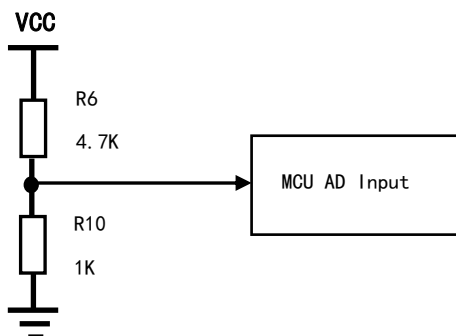 VCC
R6
4.7K
MCU AD Input
R10
1K